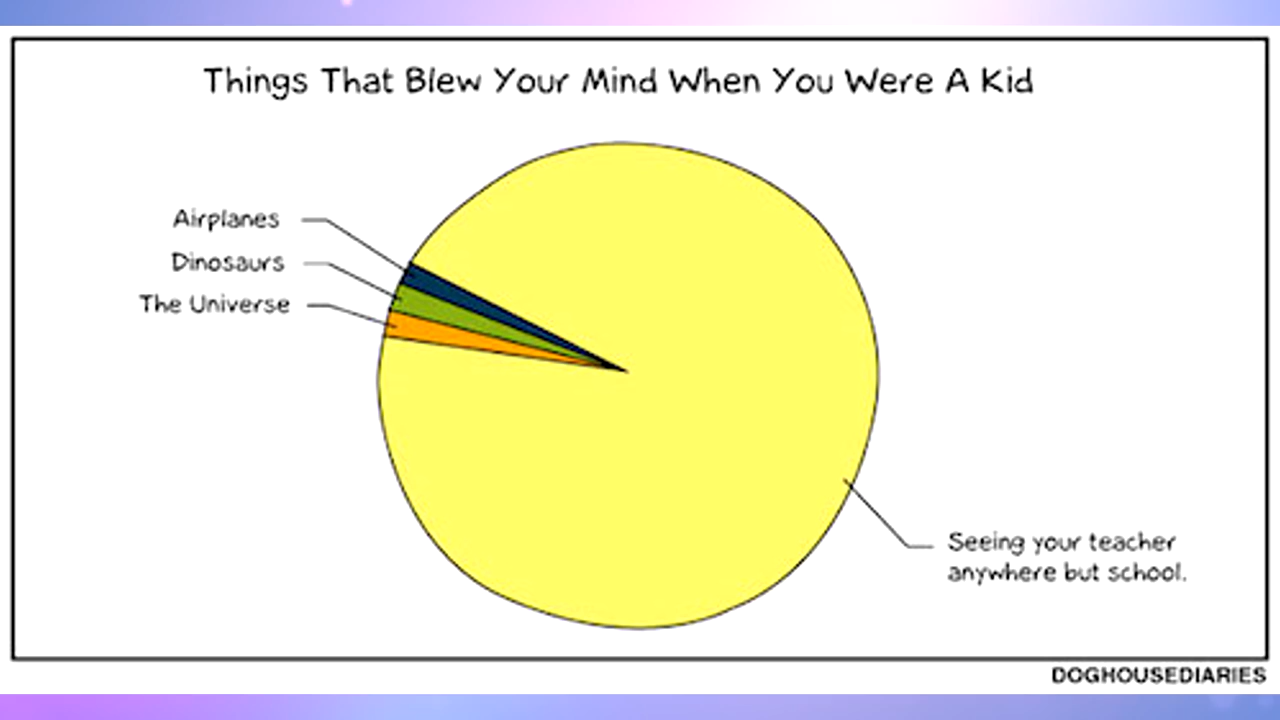 Things That Blew Your Mind When You Were A Kid
Airplanes
Dinosaurs
The Universe
Seeing your teacher
anywhere but school.
DOGHOUSEDIARIES